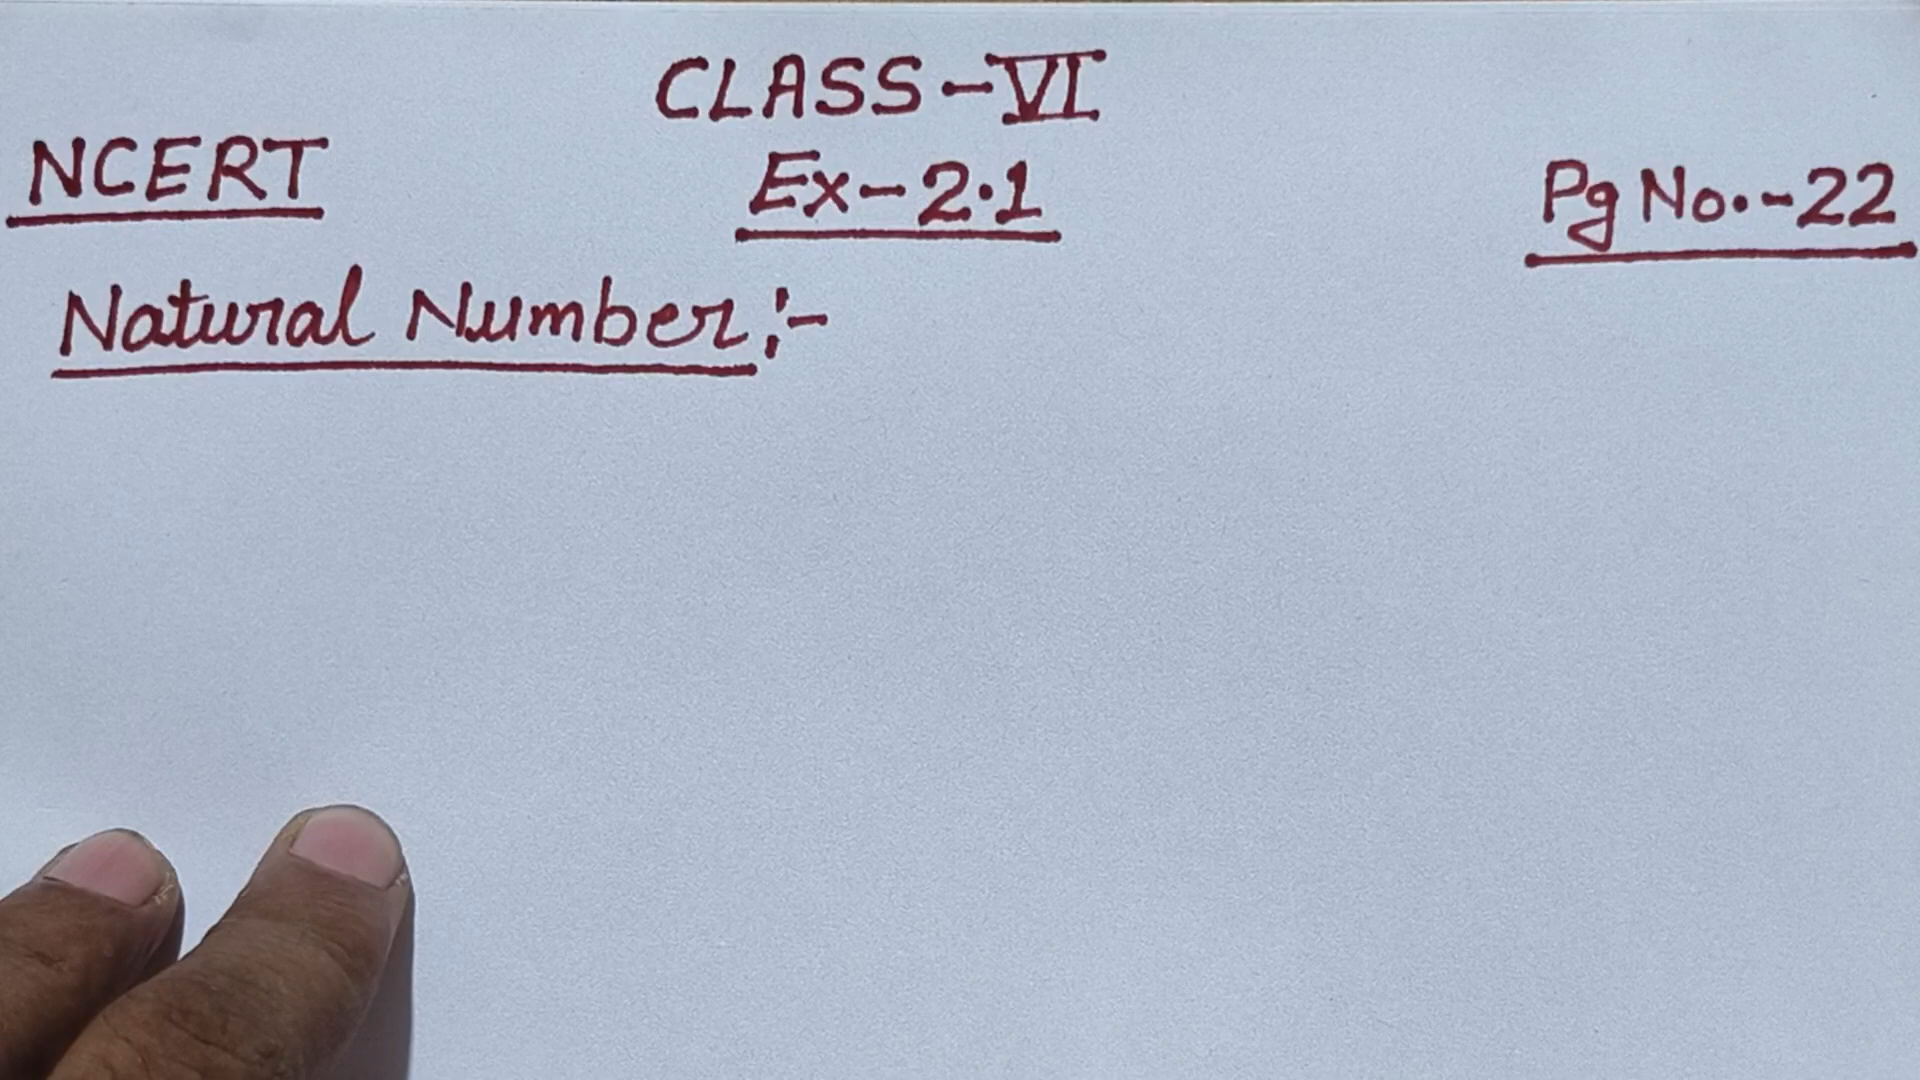 CLASS-VI
NCERT
Ex-2.1
Pg No.-22
Natural Number:-